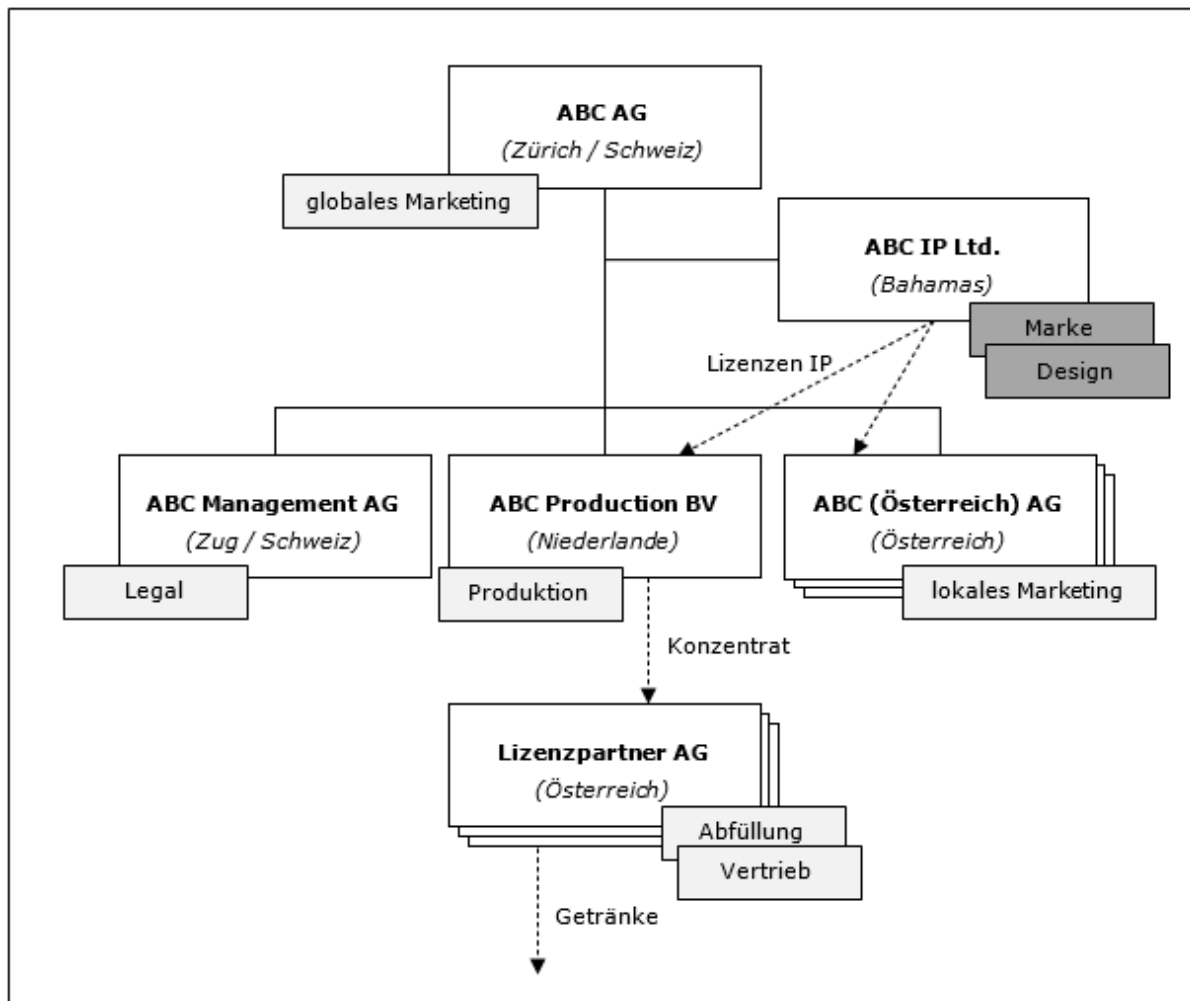 ABC AG
(Zürich / Schweiz)
globales Marketing
ABC IP Ltd.
(Bahamas)
Marke
Design
Lizenzen IP
ABC Management AG
(Zug / Schweiz)
Legal
ABC Production BV
(Niederlande)
Produktion
ABC (Österreich) AG
(Österreich)
lokales Marketing
Konzentrat
Lizenzpartner AG
(Österreich)
Abfüllung
Vertrieb
Getränke